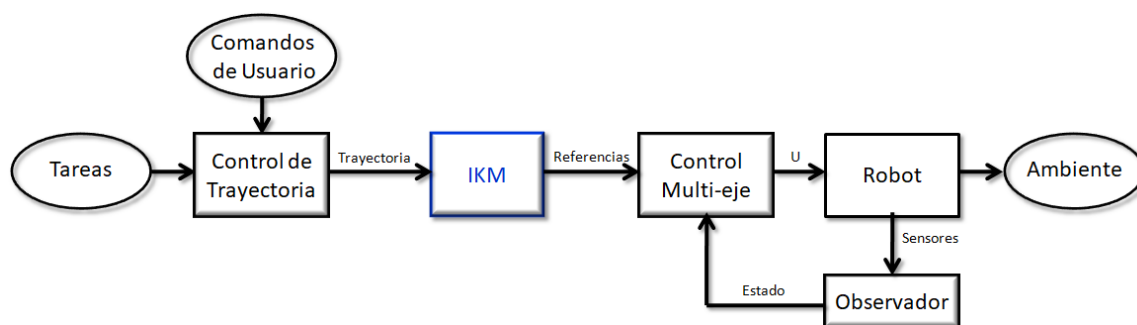 Comandos
de Usuario
Tareas
Control de
Trayectoria
Trayectoria
IKM
Referencias
Control
Multi-eje
U
Robot
Ambiente
Sensores
Estado
Observador